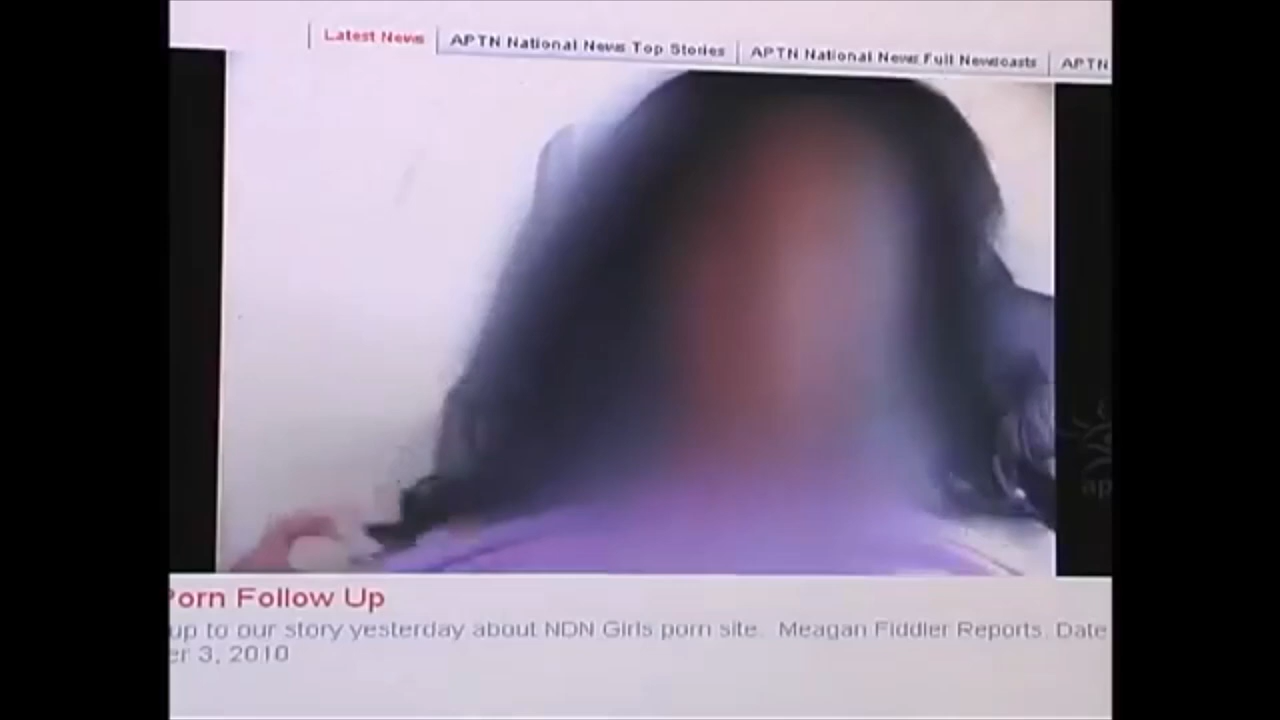 Latest News
APTN National News Top Stories
APTN National News Full Newscasts
APTN
ap
Porn Follow Up
up to our story yesterday about NDN Girls porn site. Meagan Fiddler Reports. Date
er 3, 2010